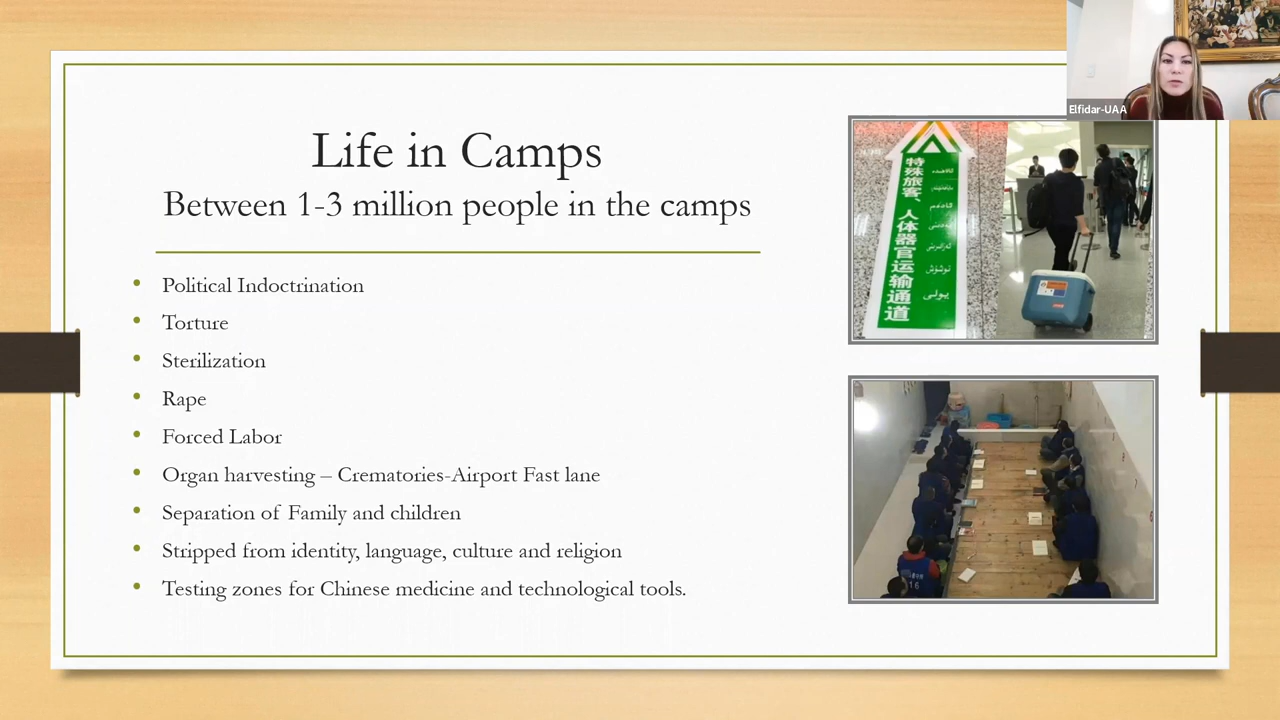 Elfidar-UAA
Life in Camps
Between 1-3 million people in the camps
• Political Indoctrination
• Torture
• Sterilization
• Rape
• Forced Labor
• Organ harvesting – Crematories-Airport Fast lane
• Separation of Family and children
• Stripped from identity, language, culture and religion
• Testing zones for Chinese medicine and technological tools.
特殊旅客、人体器官运输通道
يولى
16